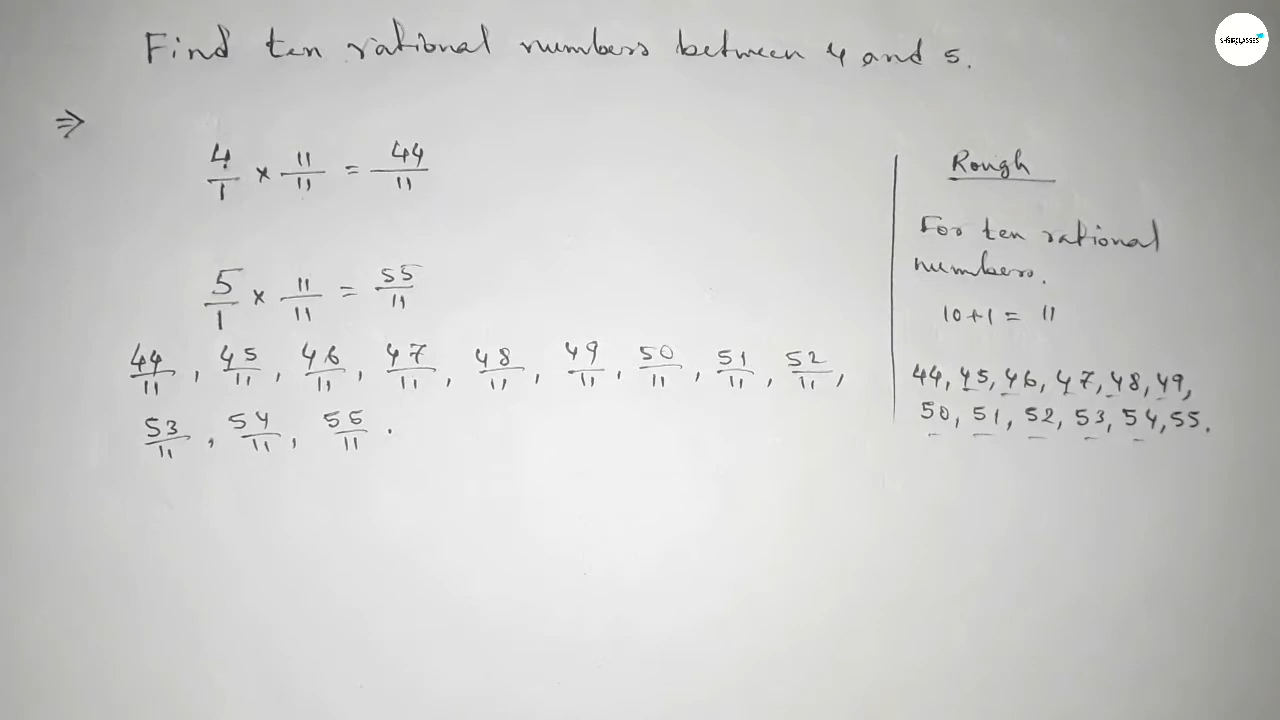 Find ten rational numbers between 4 and 5.
⇒
4/1 × 11/11 = 44/11
5/1 × 11/11 = 55/11
44/11, 45/11, 46/11, 47/11, 48/11, 49/11, 50/11, 51/11, 52/11,
53/11, 54/11, 55/11.
Rough
For ten rational
numbers.
10+1 = 11
44, 45, 46, 47, 48, 49,
50, 51, 52, 53, 54, 55.